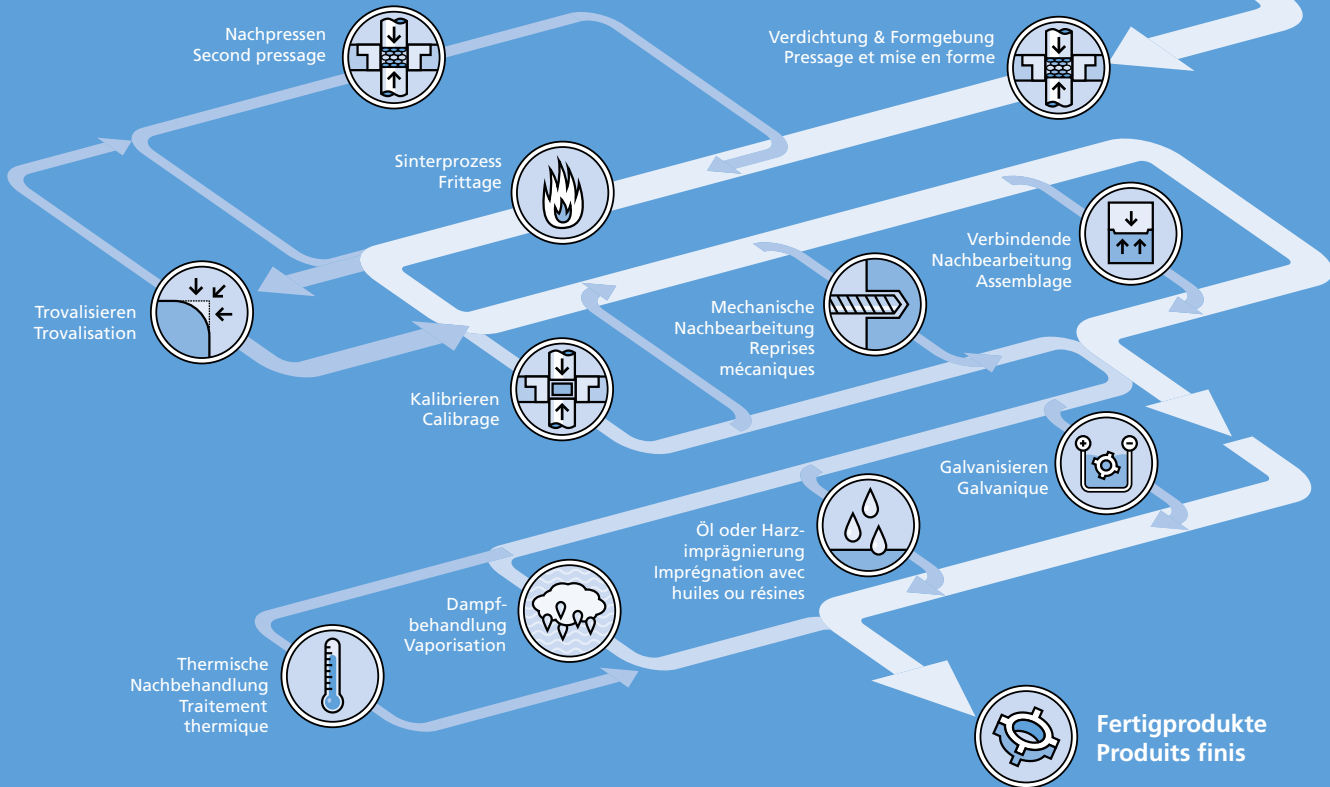 Nachpressen
Second pressage
Verdichtung & Formgebung
Pressage et mise en forme
Sinterprozess
Frittage
Verbindende
Nachbearbeitung
Assemblage
Trovalisieren
Trovalisation
Mechanische
Nachbearbeitung
Reprises
mécaniques
Kalibrieren
Calibrage
Galvanisieren
Galvanique
Öl oder Harz-
imprägnierung
Imprégnation avec
huiles ou résines
Dampf-
behandlung
Vaporisation
Thermische
Nachbehandlung
Traitement
thermique
Fertigprodukte
Produits finis